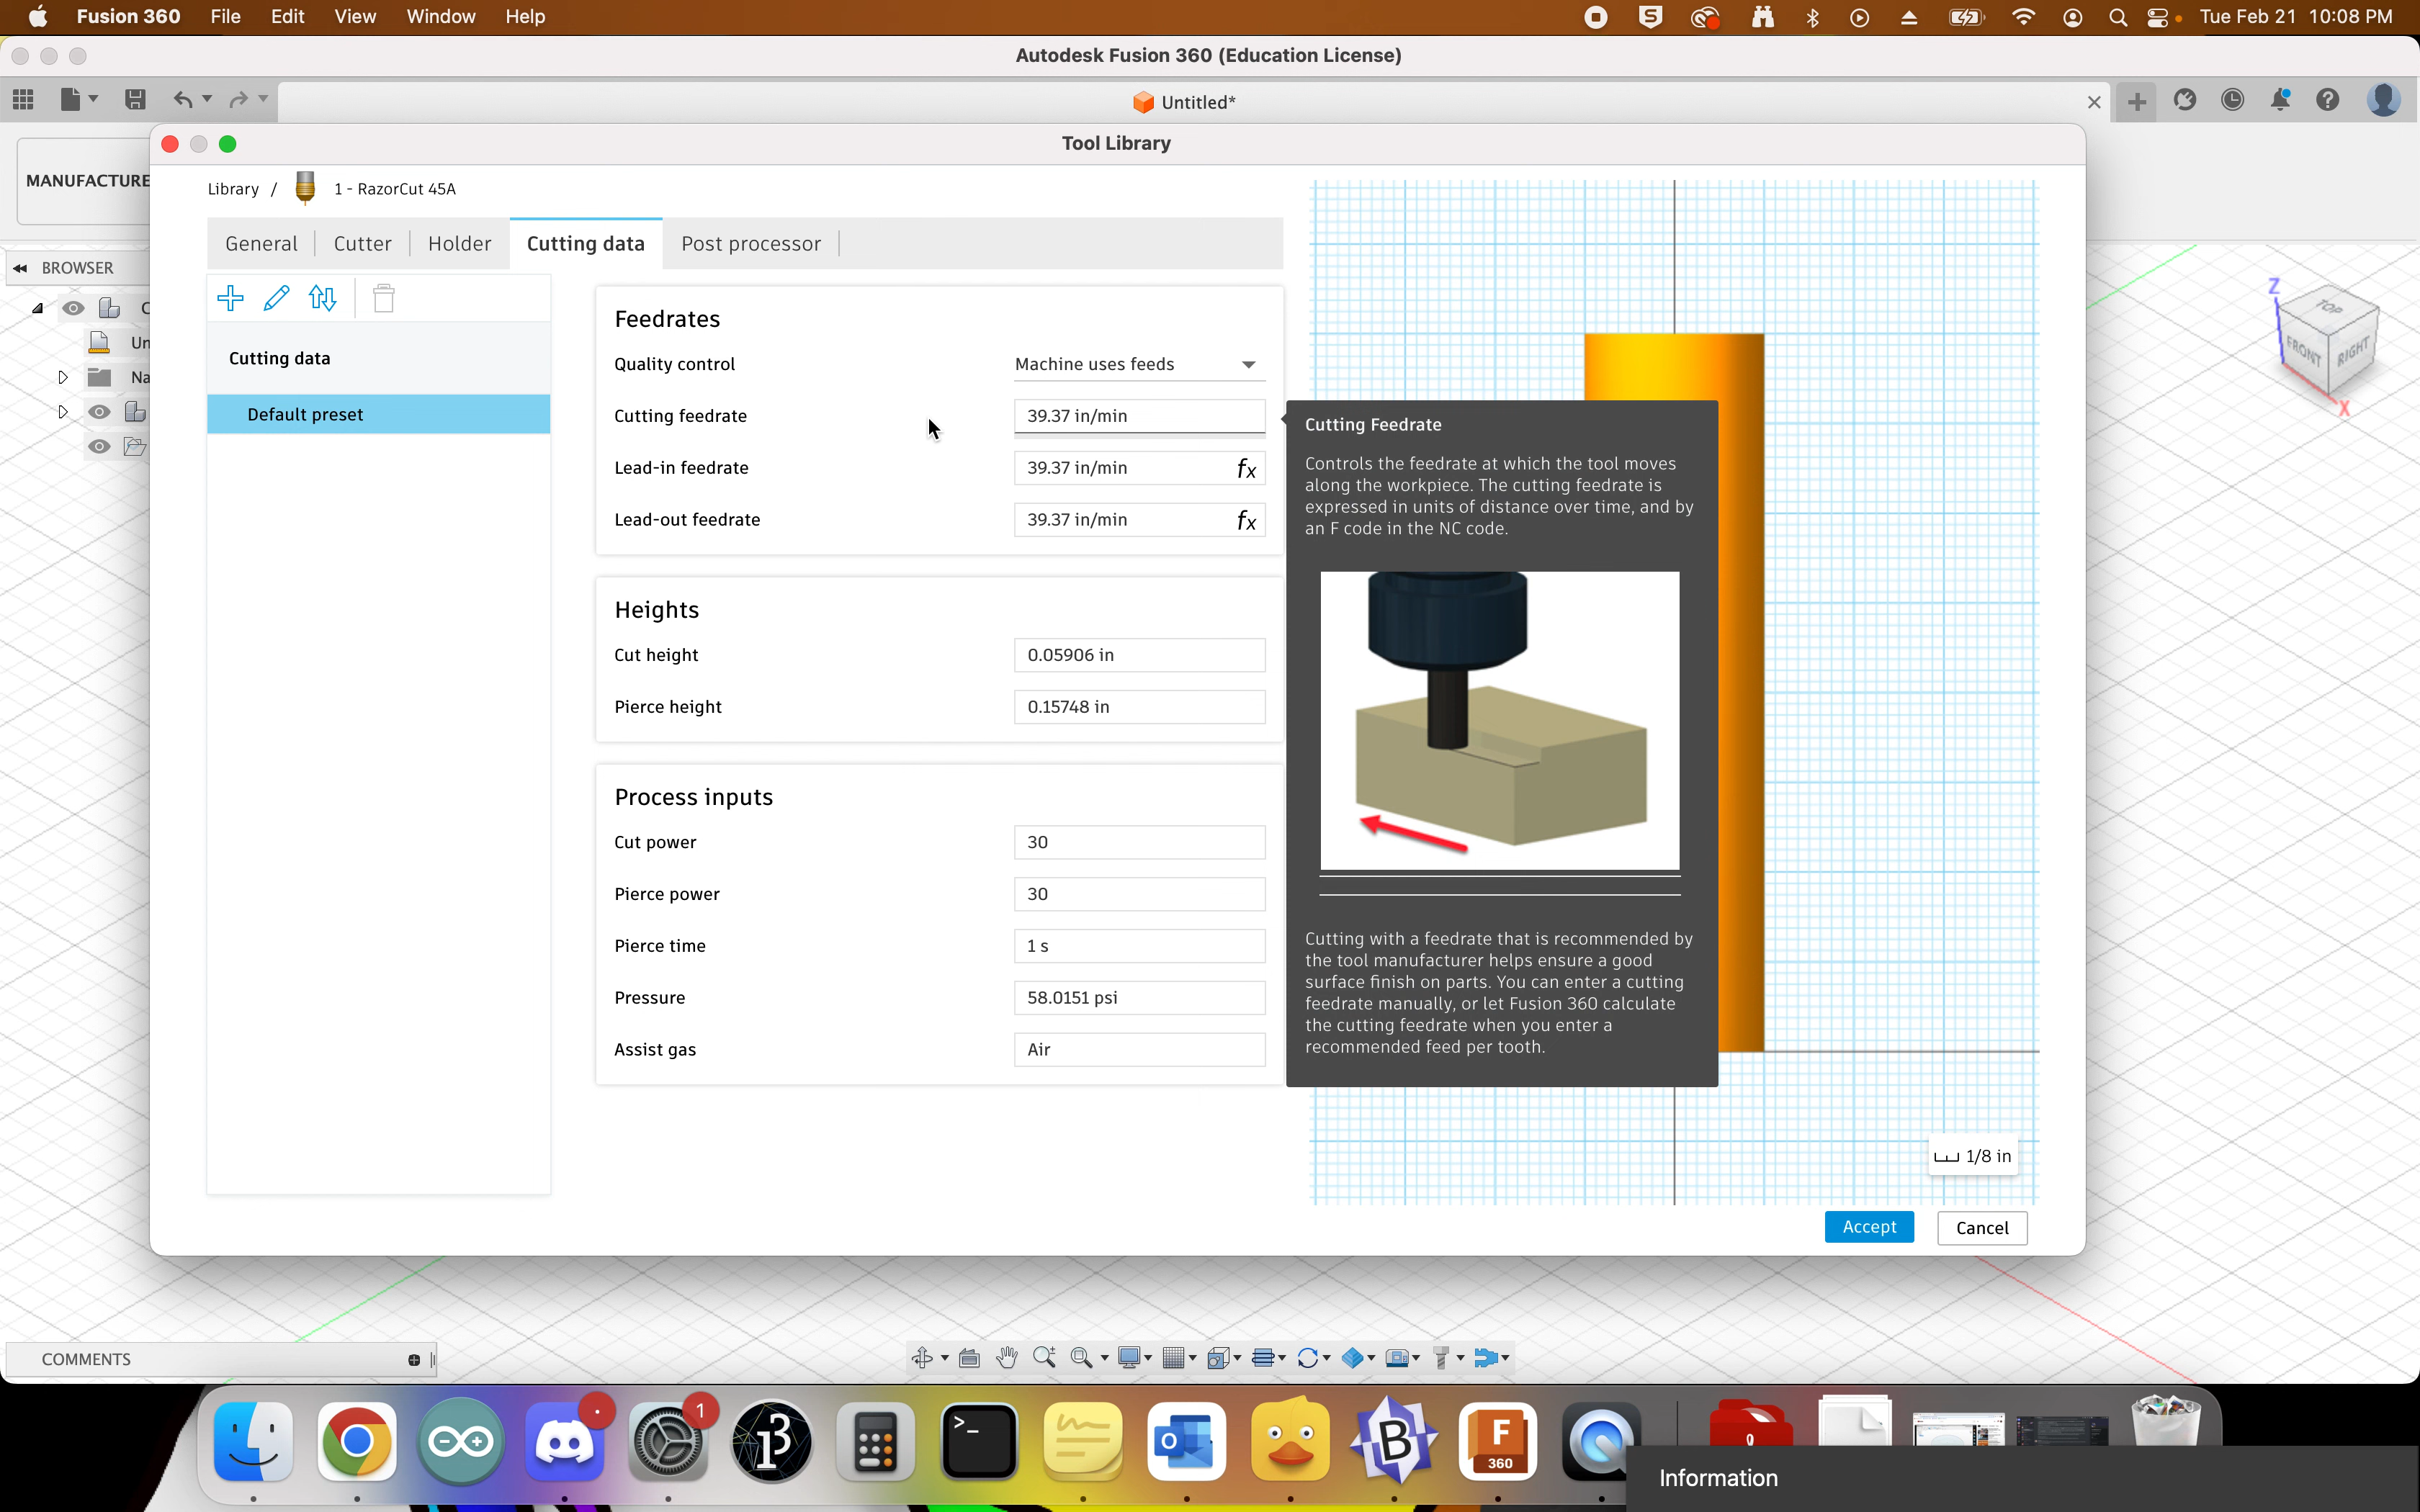 Fusion 360 File Edit View Window Help
Tue Feb 21 10:08 PM
Autodesk Fusion 360 (Education License)
Untitled*
Tool Library
MANUFACTURE
Library / 1 - RazorCut 45A
General Cutter Holder Cutting data Post processor
BROWSER
C
Un
Na
Cutting data
Default preset
Feedrates
Quality control Machine uses feeds
Cutting feedrate 39.37 in/min
Lead-in feedrate 39.37 in/min fx
Lead-out feedrate 39.37 in/min fx
Heights
Cut height 0.05906 in
Pierce height 0.15748 in
Process inputs
Cut power 30
Pierce power 30
Pierce time 1 s
Pressure 58.0151 psi
Assist gas Air
Cutting Feedrate
Controls the feedrate at which the tool moves
along the workpiece. The cutting feedrate is
expressed in units of distance over time, and by
an F code in the NC code.
Cutting with a feedrate that is recommended by
the tool manufacturer helps ensure a good
surface finish on parts. You can enter a cutting
feedrate manually, or let Fusion 360 calculate
the cutting feedrate when you enter a
recommended feed per tooth.
Z
TOP
FRONT
RIGHT
X
1/8 in
Accept Cancel
COMMENTS
1
F
360
Information